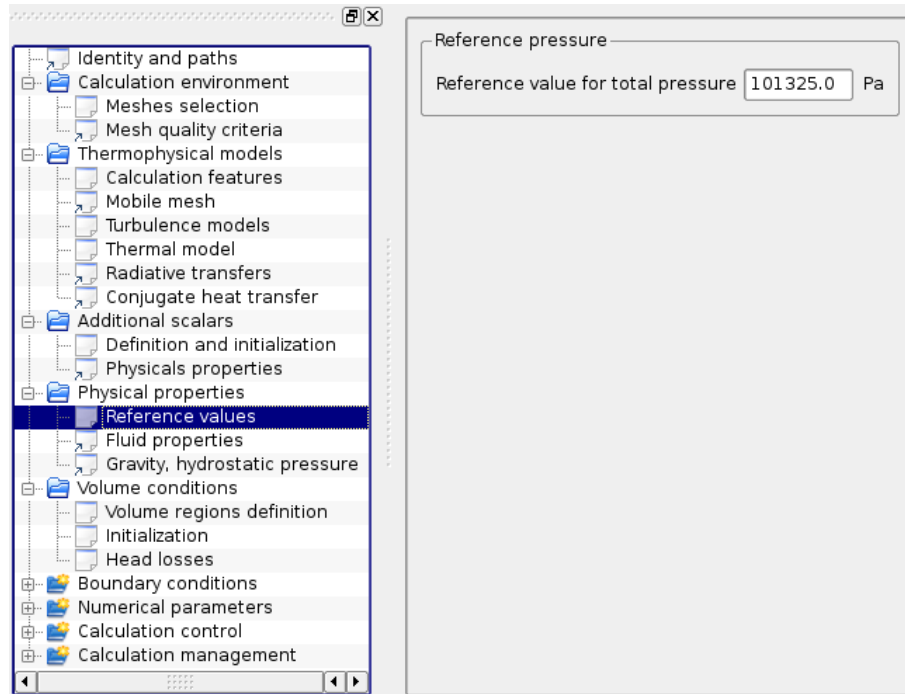 Identity and paths
Calculation environment
Meshes selection
Mesh quality criteria
Thermophysical models
Calculation features
Mobile mesh
Turbulence models
Thermal model
Radiative transfers
Conjugate heat transfer
Additional scalars
Definition and initialization
Physicals properties
Physical properties
Reference values
Fluid properties
Gravity, hydrostatic pressure
Volume conditions
Volume regions definition
Initialization
Head losses
Boundary conditions
Numerical parameters
Calculation control
Calculation management
Reference pressure
Reference value for total pressure 101325.0 Pa